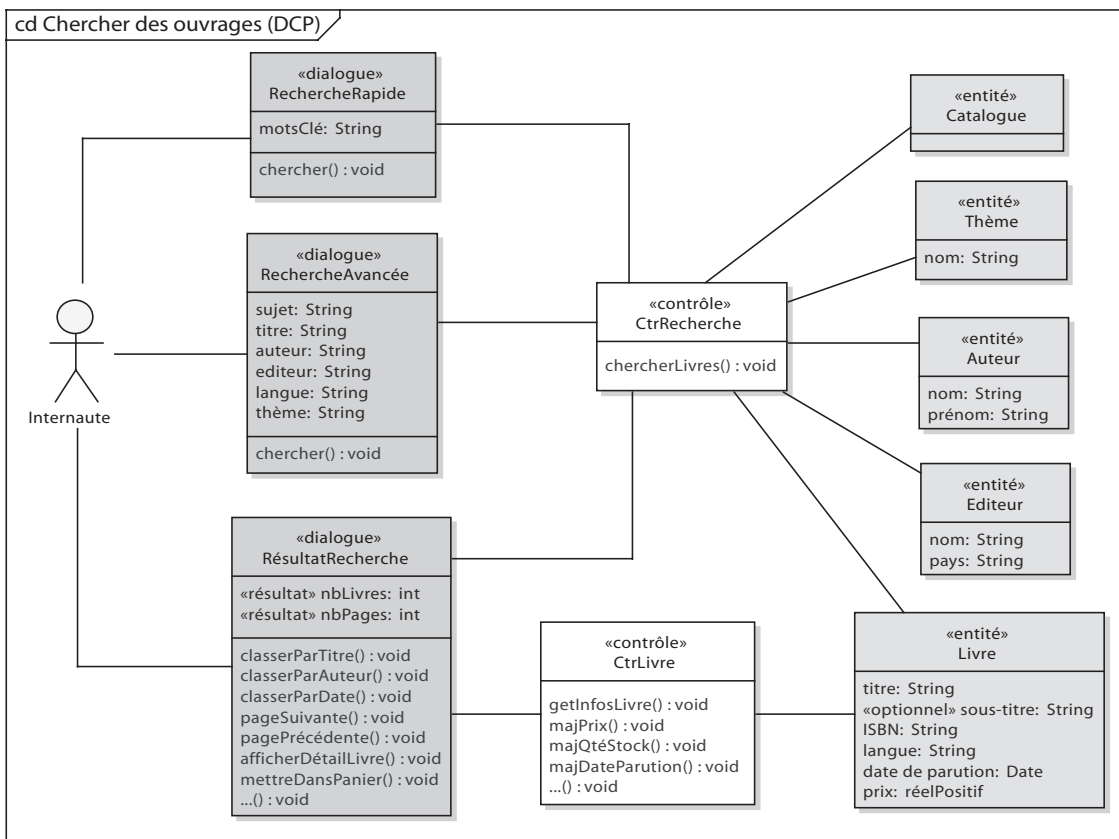 cd Chercher des ouvrages (DCP)
«dialogue»
RechercheRapide
motsClé: String
chercher() : void
«dialogue»
RechercheAvancée
sujet: String
titre: String
auteur: String
editeur: String
langue: String
thème: String
chercher() : void
Internaute
«dialogue»
RésultatRecherche
«résultat» nbLivres: int
«résultat» nbPages: int
classerParTitre() : void
classerParAuteur() : void
classerParDate() : void
pageSuivante() : void
pagePrécédente() : void
afficherDétailLivre() : void
mettreDansPanier() : void
...() : void
«contrôle»
CtrRecherche
chercherLivres() : void
«contrôle»
CtrLivre
getInfosLivre() : void
majPrix() : void
majQtéStock() : void
majDateParution() : void
...() : void
«entité»
Catalogue
«entité»
Thème
nom: String
«entité»
Auteur
nom: String
prénom: String
«entité»
Editeur
nom: String
pays: String
«entité»
Livre
titre: String
«optionnel» sous-titre: String
ISBN: String
langue: String
date de parution: Date
prix: réelPositif